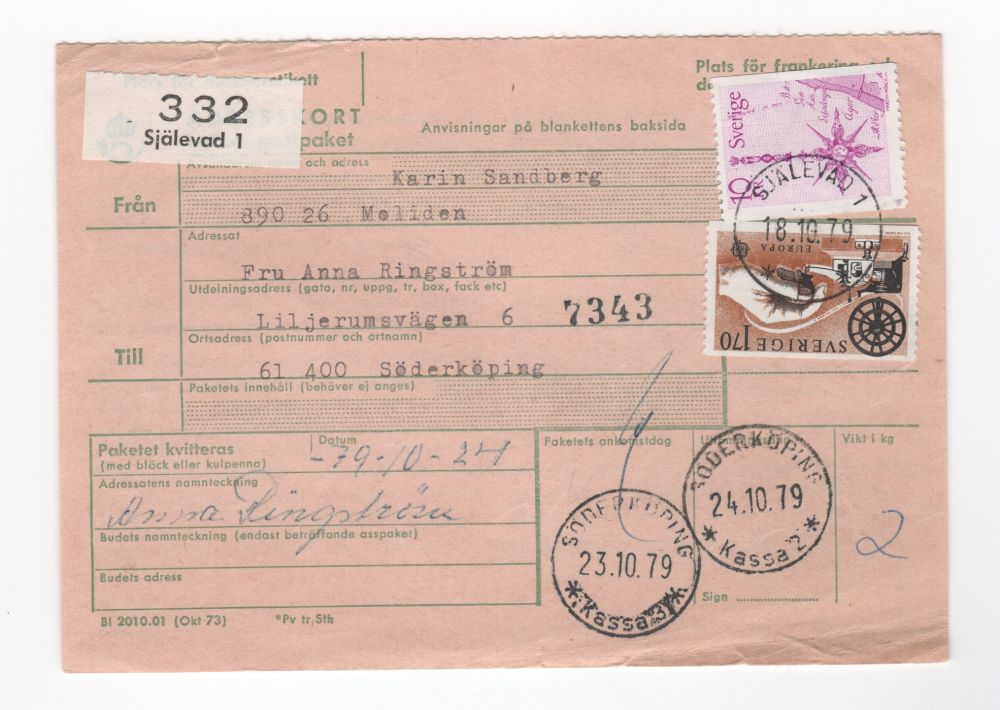 Plats för frankering
332
Själevad 1
SSKORT
paket
Anvisningar på blankettens baksida
och adress
Karin Sandberg
Från
890 26 Moliden
Adressat
Fru Anna Ringström
Utdelningsadress (gata, nr, uppg, tr, box, fack etc)
Liljerumsvägen 6
7343
Ortsadress (postnummer och ortnamn)
Till
61 400 Söderköping
Paketets innehåll (behöver ej anges)
Sverige
10
SJÄLEVAD 1
18.10.79
EUROPA
SVERIGE 170
Paketet kvitteras
(med bläck eller kulpenna)
Datum
-79-10-24
Paketets ankomstdag
Vikt i kg
Adressatens namnteckning
Anna Ringström
Budets namnteckning (endast beträffande asspaket)
Budets adress
SÖDERKÖPING
23.10.79
*Kassa 3*
SÖDERKÖPING
24.10.79
* Kassa 2 *
2
Sign
Bl 2010.01 (Okt 73)
*Pv tr, Sth